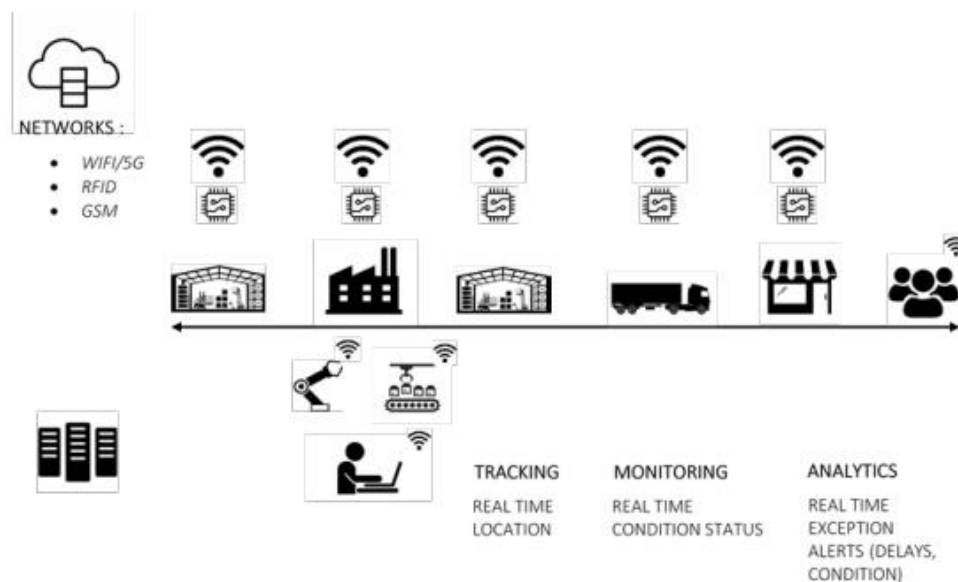 NETWORKS :
• WIFI/5G
• RFID
• GSM
TRACKING
REAL TIME
LOCATION
MONITORING
REAL TIME
CONDITION STATUS
ANALYTICS
REAL TIME
EXCEPTION
ALERTS (DELAYS,
CONDITION)